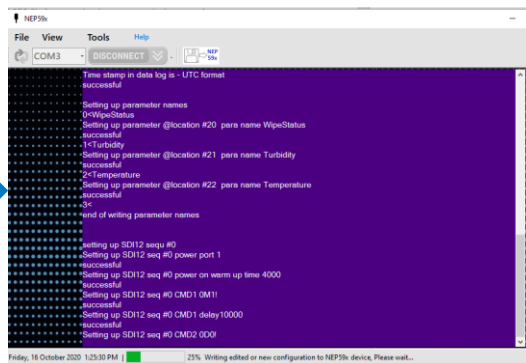 NEP59x
File View Tools Help
COM3 DISCONNECT NEP 59x
Time stamp in data log is - UTC format
successful
Setting up parameter names
0<WipeStatus
Setting up parameter @location #20 para name WipeStatus
successful
1<Turbidity
Setting up parameter @location #21 para name Turbidity
successful
2<Temperature
Setting up parameter @location #22 para name Temperature
successful
3<
end of writing parameter names
setting up SDI12 sequ #0
Setting up SDI12 seq #0 power port 1
successful
Setting up SDI12 seq #0 power on warm up time 4000
successful
Setting up SDI12 seq #0 CMD1 0M1!
successful
Setting up SDI12 seq #0 CMD1 delay10000
successful
Setting up SDI12 seq #0 CMD2 0D0!
Friday, 16 October 2020 1:25:30 PM | 25% Writing edited or new configuration to NEP59x device, Please wait...